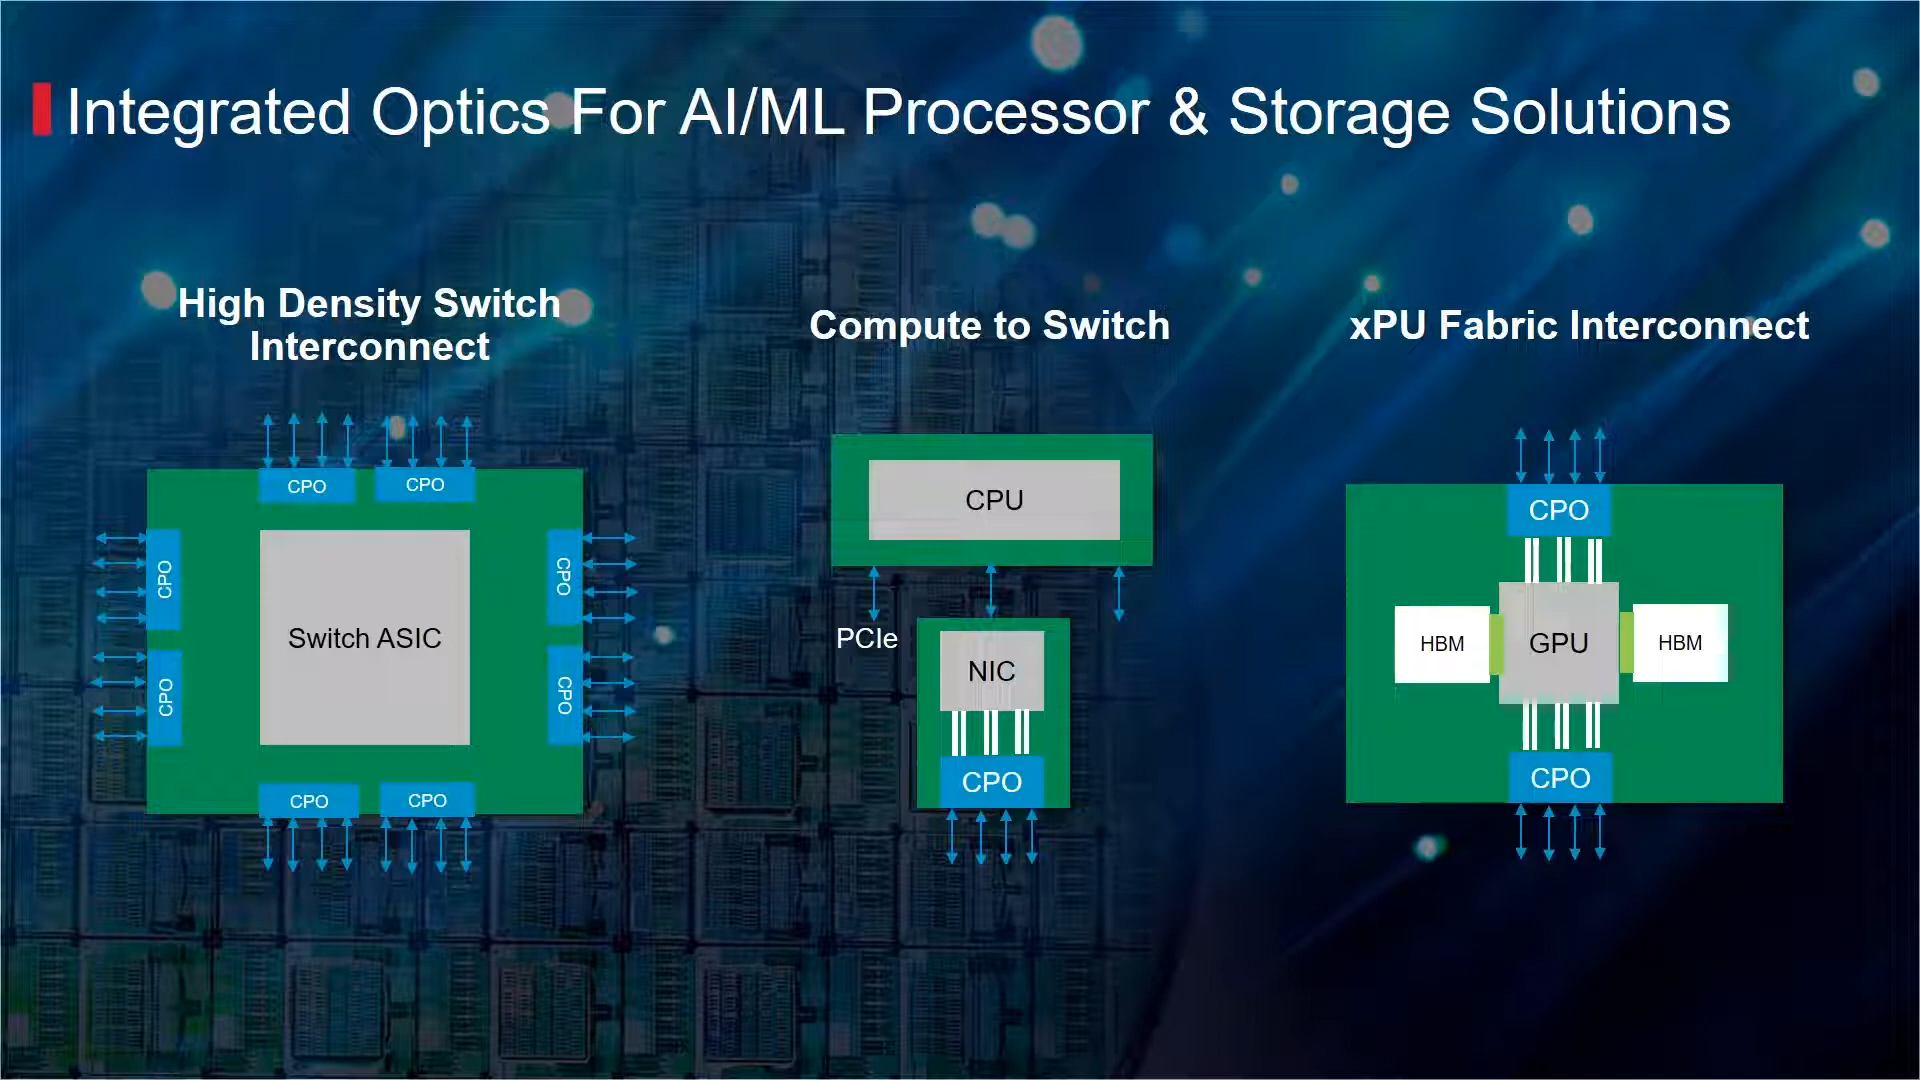 Integrated Optics For AI/ML Processor & Storage Solutions
High Density Switch
Interconnect
CPO
CPO
CPO
CPO
Switch ASIC
CPO
CPO
CPO
CPO
Compute to Switch
CPU
PCIe
NIC
CPO
xPU Fabric Interconnect
CPO
HBM
GPU
HBM
CPO